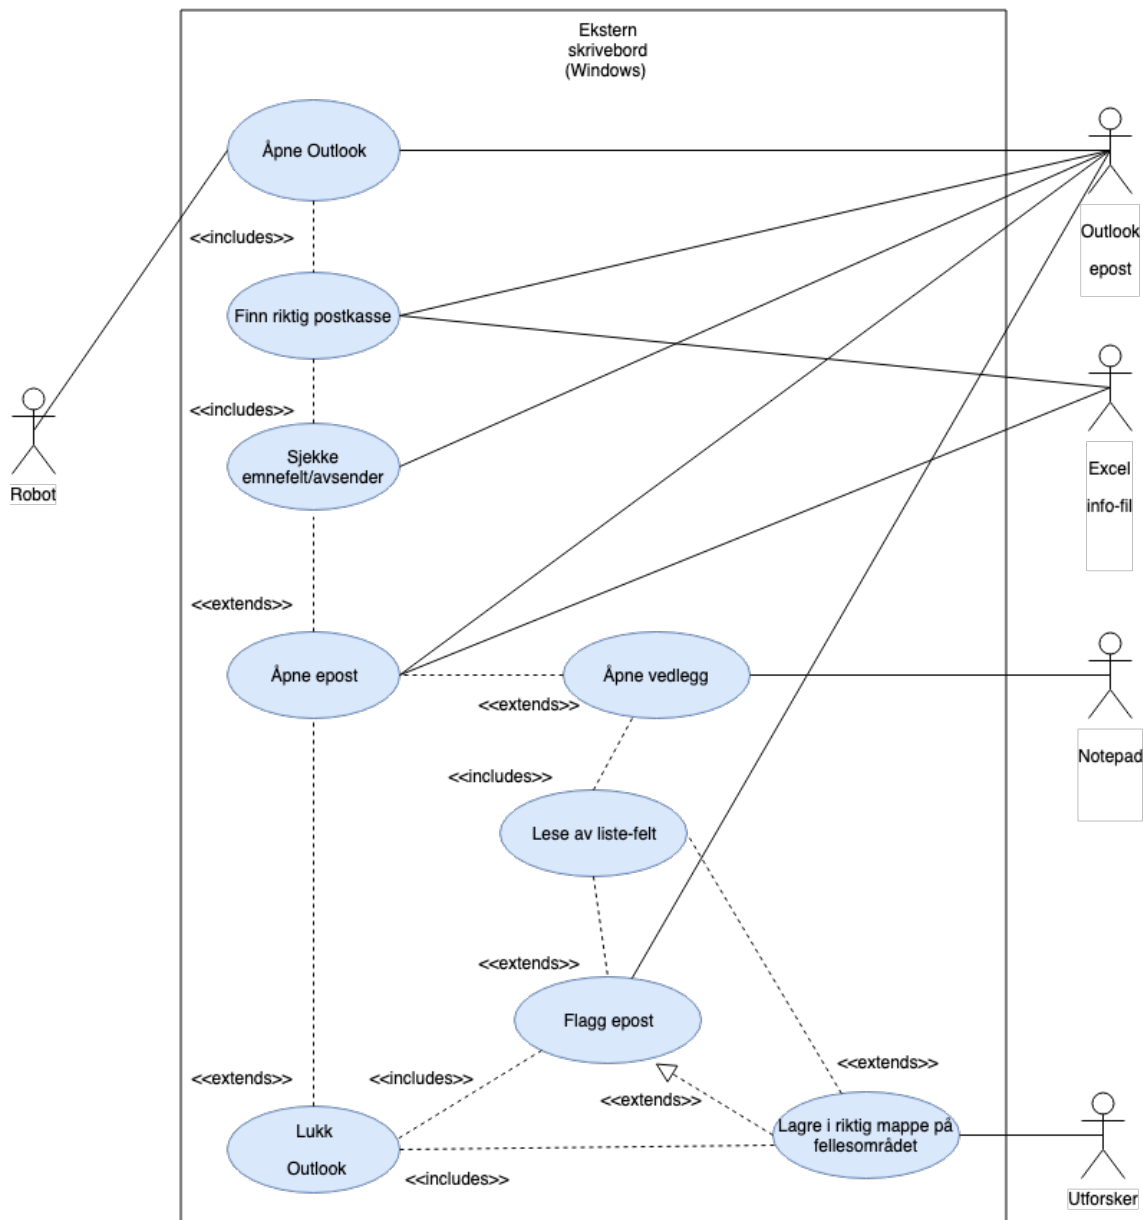 Ekstern
skrivebord
(Windows)
Åpne Outlook
<<includes>>
Outlook
epost
Finn riktig postkasse
<<includes>>
Robot
Sjekke
emnefelt/avsender
Excel
info-fil
<<extends>>
Åpne epost
Åpne vedlegg
<<extends>>
Notepad
<<includes>>
Lese av liste-felt
<<extends>>
Flagg epost
<<extends>>
<<includes>>
<<extends>>
<<extends>>
Lukk
Outlook
Lagre i riktig mappe på
fellesområdet
<<includes>>
Utforsker